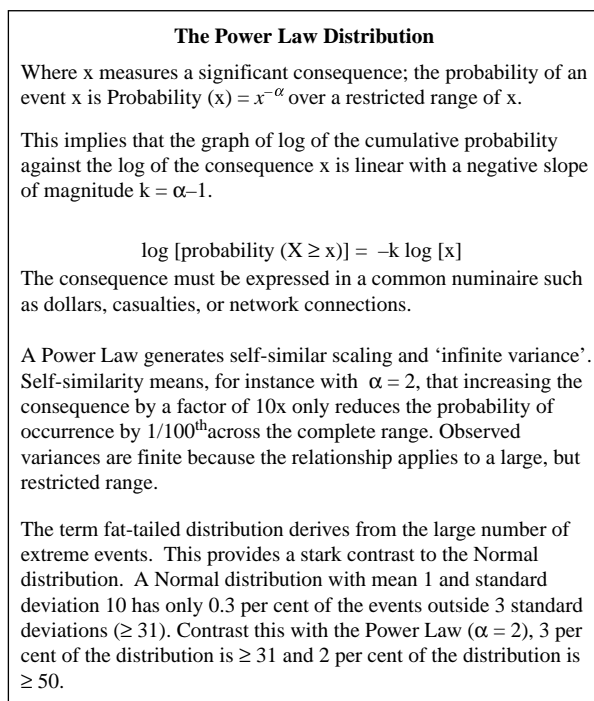 The Power Law Distribution
Where x measures a significant consequence; the probability of an
event x is Probability (x) = x^−α over a restricted range of x.
This implies that the graph of log of the cumulative probability
against the log of the consequence x is linear with a negative slope
of magnitude k = α–1.
log [probability (X ≥ x)] = –k log [x]
The consequence must be expressed in a common numinaire such
as dollars, casualties, or network connections.
A Power Law generates self-similar scaling and ‘infinite variance’.
Self-similarity means, for instance with α = 2, that increasing the
consequence by a factor of 10x only reduces the probability of
occurrence by 1/100th across the complete range. Observed
variances are finite because the relationship applies to a large, but
restricted range.
The term fat-tailed distribution derives from the large number of
extreme events. This provides a stark contrast to the Normal
distribution. A Normal distribution with mean 1 and standard
deviation 10 has only 0.3 per cent of the events outside 3 standard
deviations (≥ 31). Contrast this with the Power Law (α = 2), 3 per
cent of the distribution is ≥ 31 and 2 per cent of the distribution is
≥ 50.